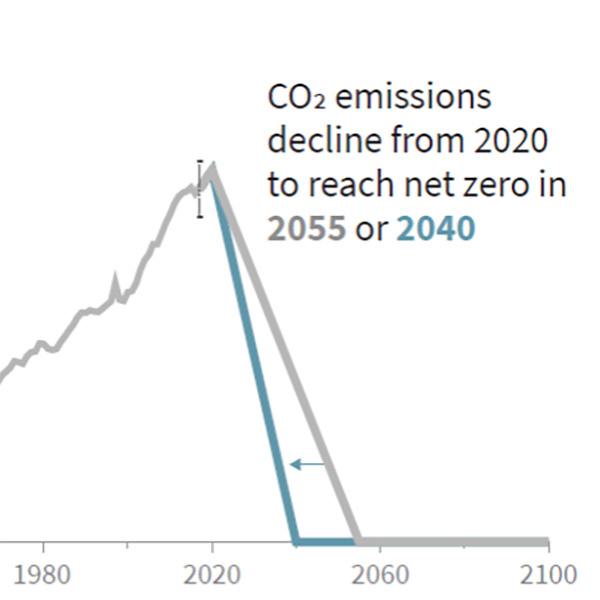 CO₂ emissions
decline from 2020
to reach net zero in
2055 or 2040
1980 2020 2060 2100